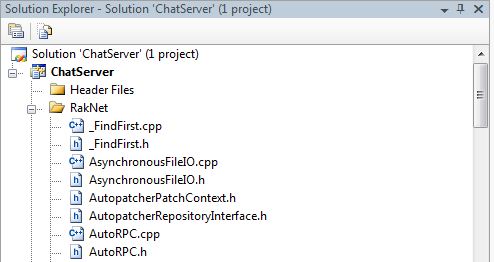 Solution Explorer - Solution 'ChatServer' (1 project)
Solution 'ChatServer' (1 project)
ChatServer
Header Files
RakNet
_FindFirst.cpp
_FindFirst.h
AsynchronousFileIO.cpp
AsynchronousFileIO.h
AutopatcherPatchContext.h
AutopatcherRepositoryInterface.h
AutoRPC.cpp
AutoRPC.h